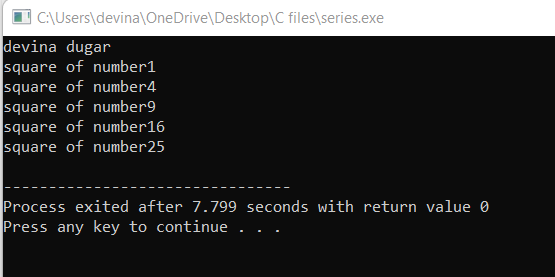 C:\Users\devina\OneDrive\Desktop\C files\series.exe
devina dugar
square of number1
square of number4
square of number9
square of number16
square of number25
--------------------------------
Process exited after 7.799 seconds with return value 0
Press any key to continue . . .